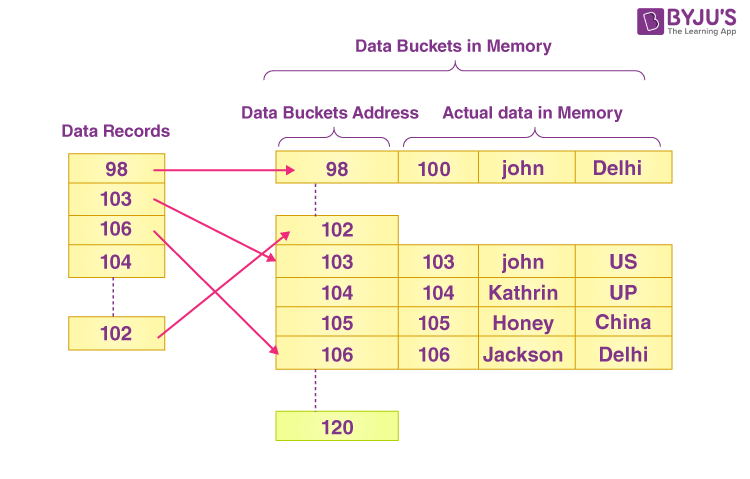 BYJU'S
The Learning App
Data Buckets in Memory
Data Buckets Address Actual data in Memory
Data Records
98
103
106
104
102
98 100 john Delhi
102
103 103 john US
104 104 Kathrin UP
105 105 Honey China
106 106 Jackson Delhi
120